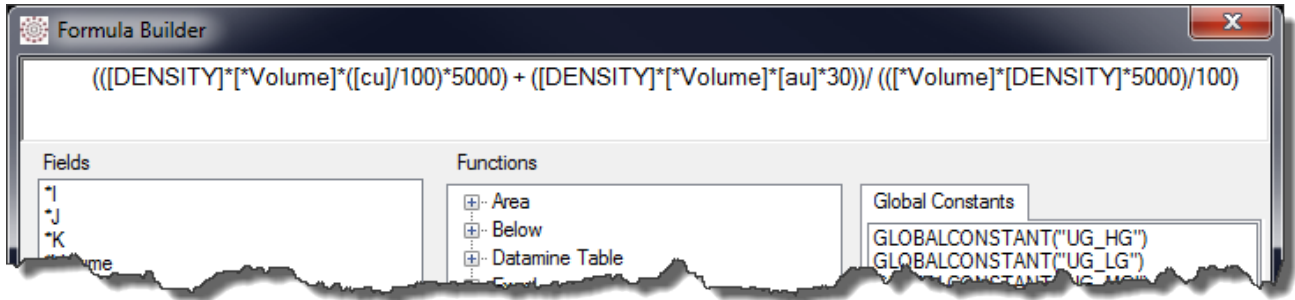 Formula Builder
(([DENSITY]*[*Volume]*([cu]/100)*5000) + ([DENSITY]*[*Volume]*[au]*30))/ (([*Volume]*[DENSITY]*5000)/100)
Fields
*I
*J
*K
Functions
Area
Below
Datamine Table
Global Constants
GLOBALCONSTANT("UG_HG")
GLOBALCONSTANT("UG_LG")